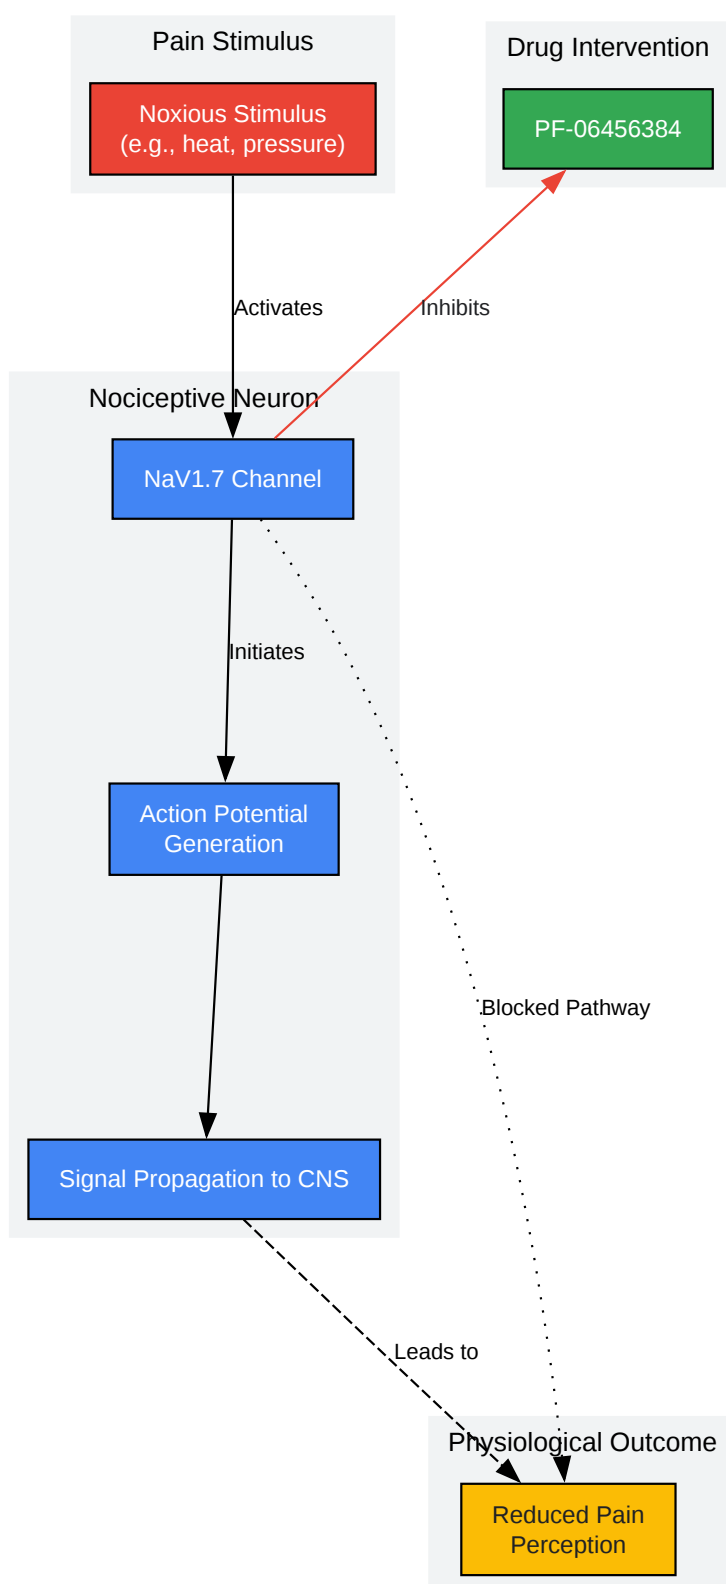 Pain Stimulus
Noxious Stimulus
(e.g., heat, pressure)
Drug Intervention
PF-06456384
Activates
Inhibits
Nociceptive Neuron
NaV1.7 Channel
Initiates
Action Potential
Generation
Blocked Pathway
Signal Propagation to CNS
Leads to
Physiological Outcome
Reduced Pain
Perception